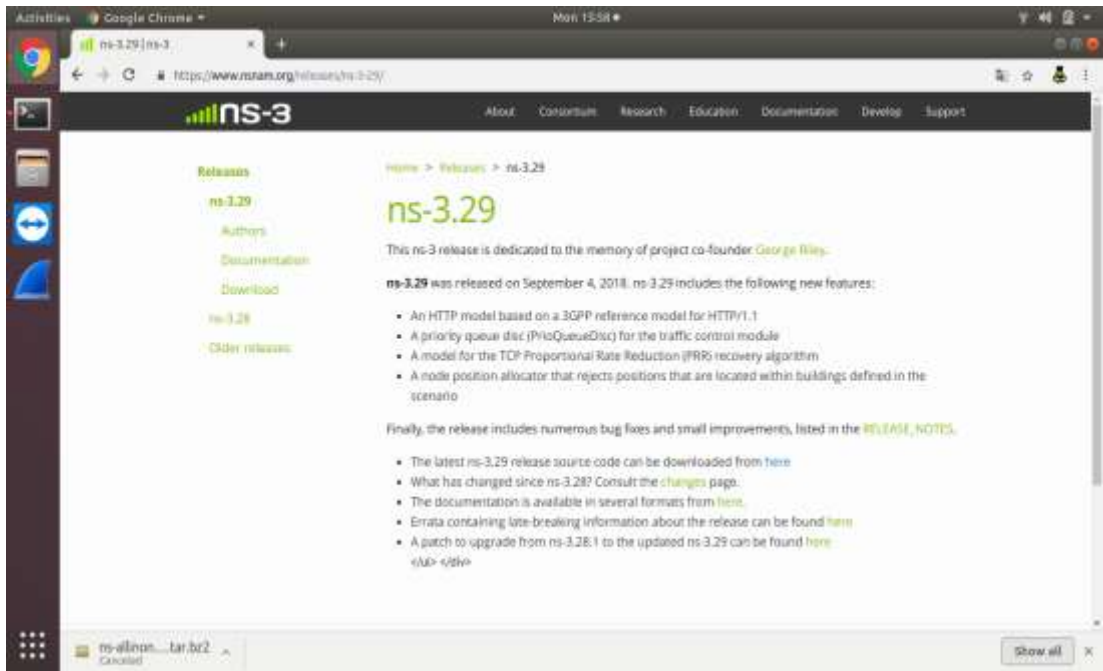 Activities Google Chrome Mon 15:58
ns-3.29 | ns-3
https://www.nsnam.org/releases/ns-3-29/
ns-3
About Consortium Research Education Documentation Develop Support
Releases
ns-3.29
Authors
Documentation
Download
ns-3.28
Older releases
Home > Releases > ns-3.29
ns-3.29
This ns-3 release is dedicated to the memory of project co-founder George Riley.
ns-3.29 was released on September 4, 2018. ns-3.29 includes the following new features:
• An HTTP model based on a 3GPP reference model for HTTP/1.1
• A priority queue disc (PrioQueueDisc) for the traffic control module
• A model for the TCP Proportional Rate Reduction (PRR) recovery algorithm
• A node position allocator that rejects positions that are located within buildings defined in the
scenario
Finally, the release includes numerous bug fixes and small improvements, listed in the RELEASE_NOTES.
• The latest ns-3.29 release source code can be downloaded from here
• What has changed since ns-3.28? Consult the changes page.
• The documentation is available in several formats from here.
• Errata containing late-breaking information about the release can be found here
• A patch to upgrade from ns-3.28.1 to the updated ns-3.29 can be found here
</ul> </div>
ns-allinon....tar.bz2
Canceled
Show all